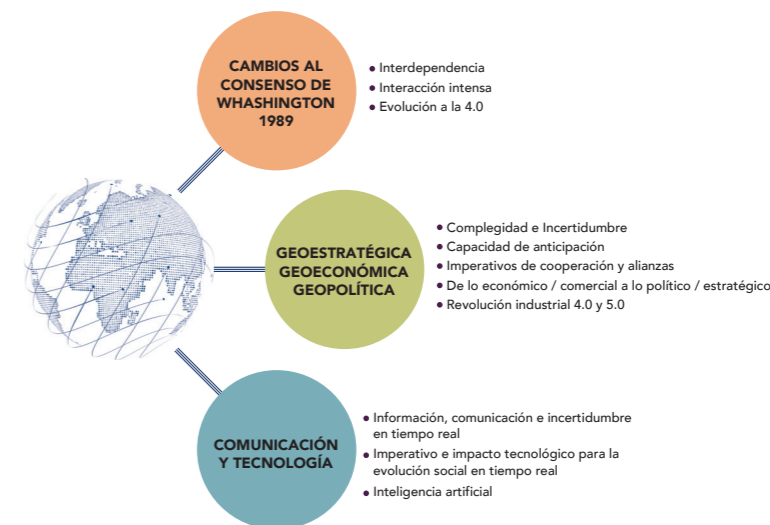 CAMBIOS AL
CONSENSO DE
WHASHINGTON
1989
• Interdependencia
• Interacción intensa
• Evolución a la 4.0
GEOESTRATÉGICA
GEOECONÓMICA
GEOPOLÍTICA
• Complegidad e Incertidumbre
• Capacidad de anticipación
• Imperativos de cooperación y alianzas
• De lo económico / comercial a lo político / estratégico
• Revolución industrial 4.0 y 5.0
COMUNICACIÓN
Y TECNOLOGÍA
• Información, comunicación e incertidumbre
en tiempo real
• Imperativo e impacto tecnológico para la
evolución social en tiempo real
• Inteligencia artificial